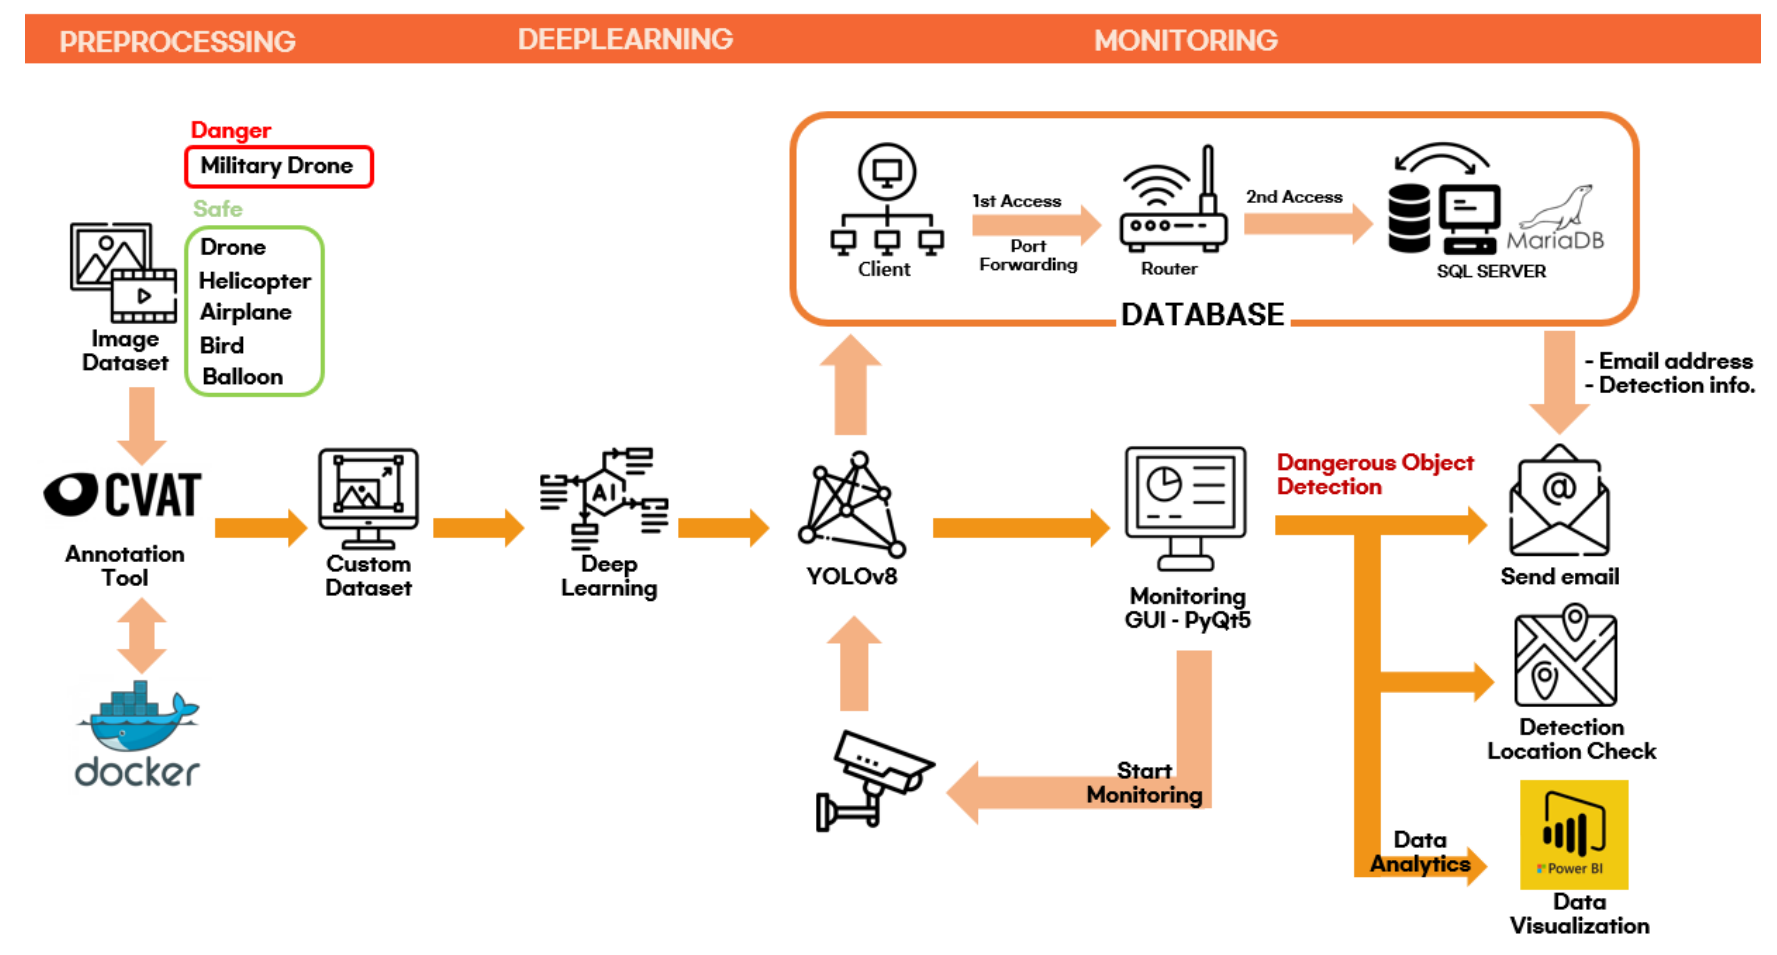 PREPROCESSING
DEEPLEARNING
MONITORING
Danger
Military Drone
Safe
Drone
Helicopter
Airplane
Bird
Balloon
Image
Dataset
CVAT
Annotation
Tool
docker
Custom
Dataset
AI
Deep
Learning
YOLOv8
Client
1st Access
Port
Forwarding
Router
2nd Access
MariaDB
SQL SERVER
DATABASE
- Email address
- Detection info.
Monitoring
GUI - PyQt5
Start
Monitoring
Dangerous Object
Detection
@
Send email
Detection
Location Check
Data
Analytics
Power BI
Data
Visualization